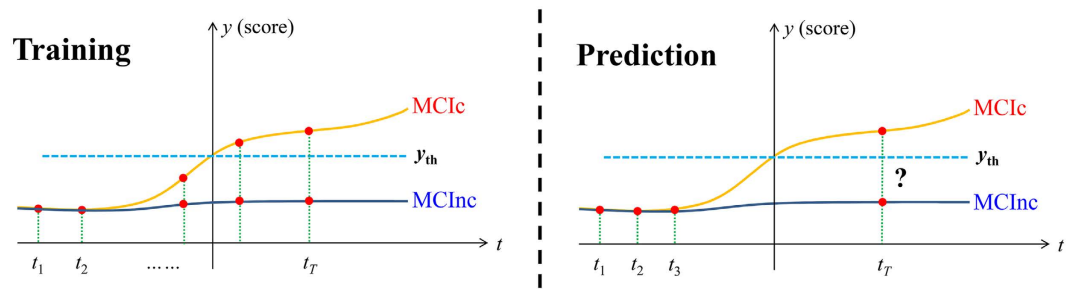 Training
y (score)
MCIc
yth
MCInc
t
t1 t2 …… tT
Prediction
y (score)
MCIc
yth
?
MCInc
t
t1 t2 t3 tT